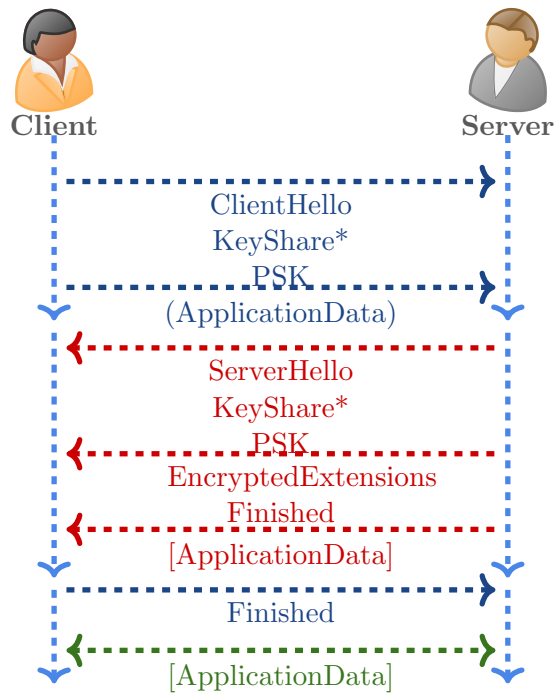 Client Server
ClientHello
KeyShare*
PSK
(ApplicationData)
ServerHello
KeyShare*
PSK
EncryptedExtensions
Finished
[ApplicationData]
Finished
[ApplicationData]